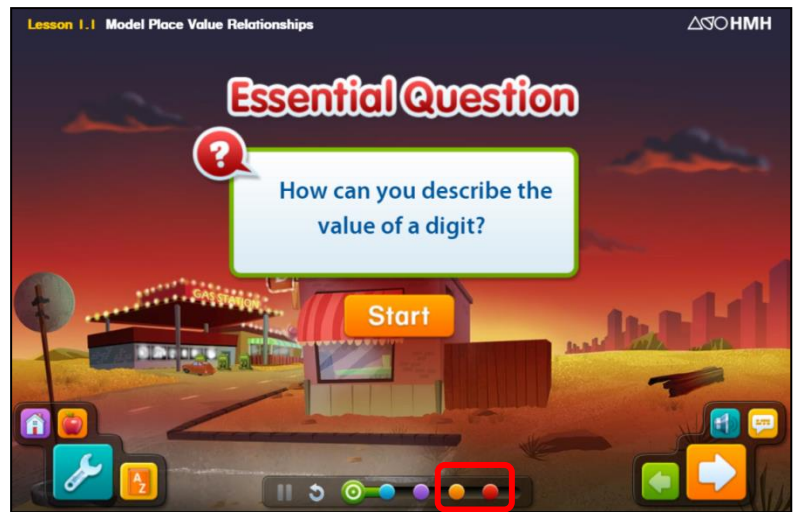 Lesson 1.1 Model Place Value Relationships
HMH
Essential Question
?
How can you describe the
value of a digit?
GAS STATION
Start
A
Z